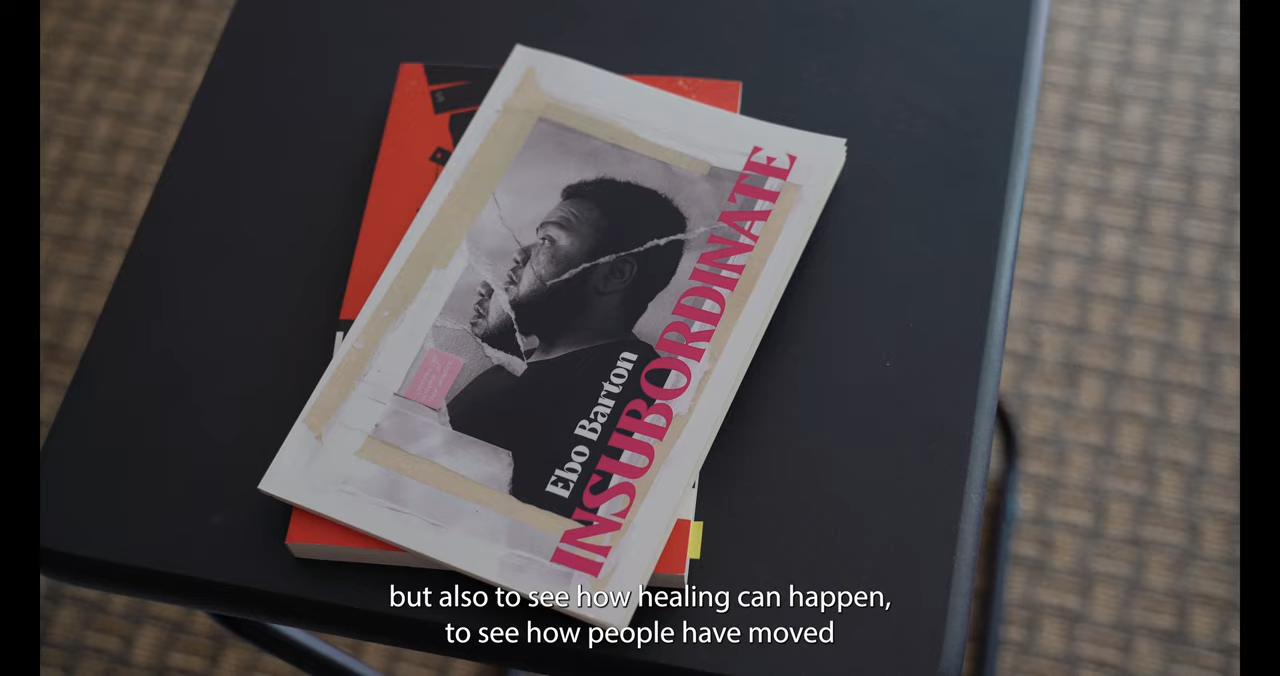 Ebo Barton
INSUBORDINATE
but also to see how healing can happen,
to see how people have moved